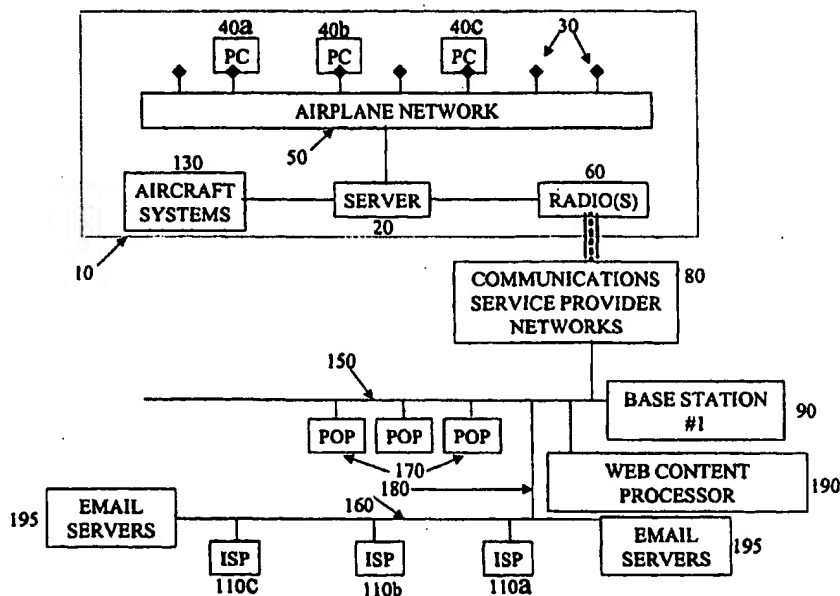 40a 40b 40c 30
PC PC PC
AIRPLANE NETWORK
50
130 60
AIRCRAFT
SYSTEMS
SERVER
RADIO(S)
20
10
COMMUNICATIONS
SERVICE PROVIDER
NETWORKS
80
150
BASE STATION
#1
90
POP POP POP
170
180
WEB CONTENT
PROCESSOR
190
160
195
EMAIL
SERVERS
EMAIL
SERVERS
195
ISP ISP ISP
110c 110b 110a